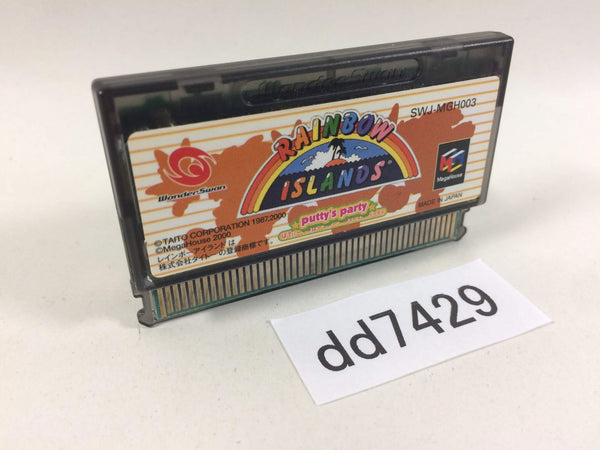 WonderSwan
SWJ-MGH003
RAINBOW
ISLANDS
putty's party
WonderSwan
MegaHouse
MADE IN JAPAN
©TAITO CORPORATION 1987,2000
©MegaHouse 2000
レインボーアイランド は
株式会社タイトーの登録商標です。
dd7429